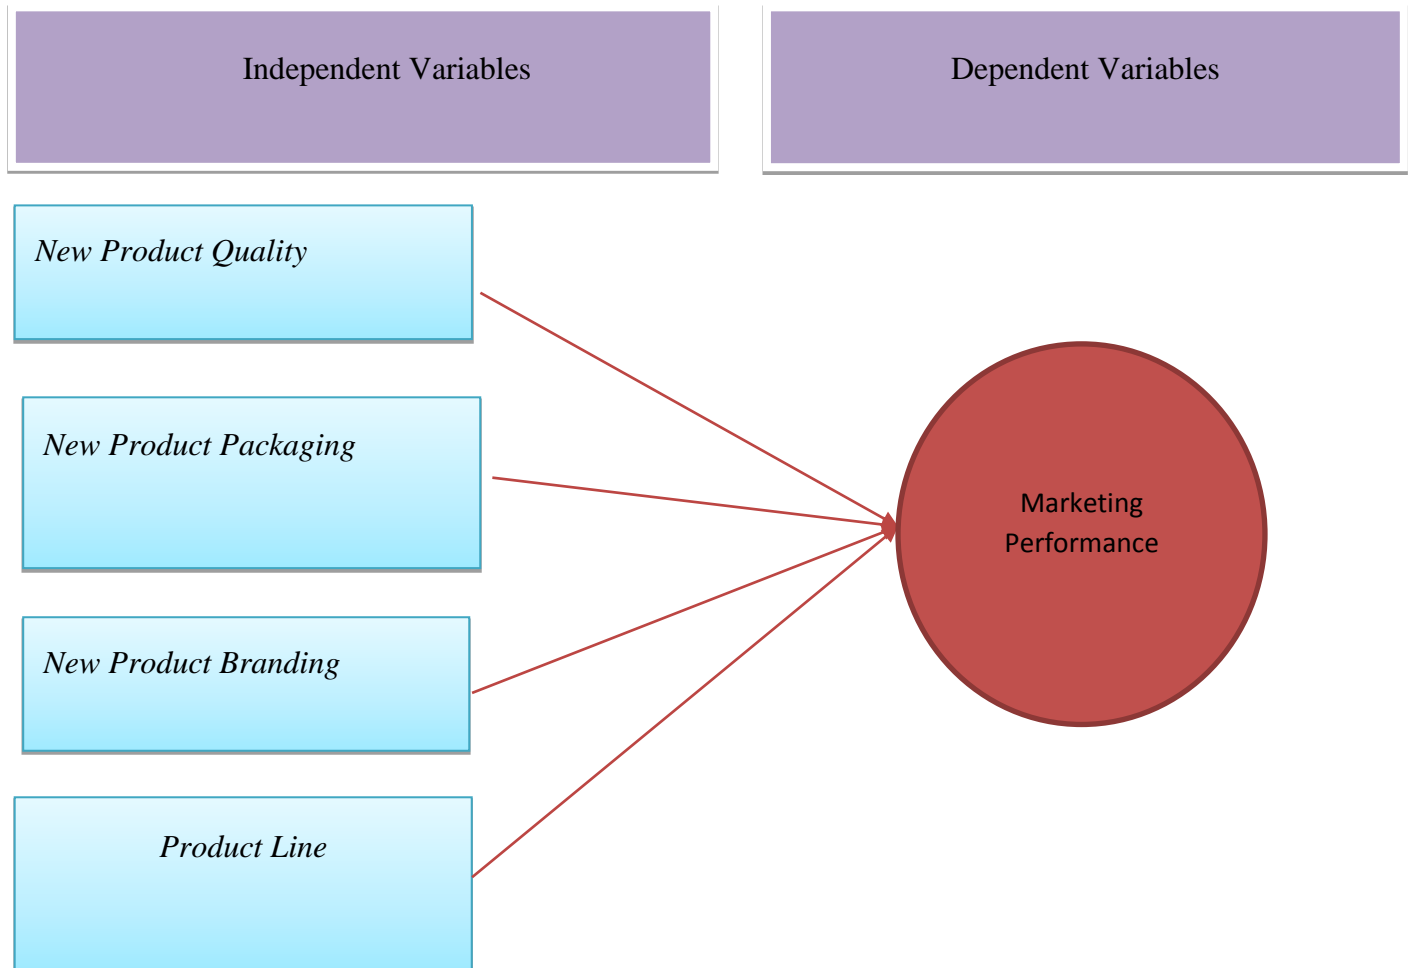 Independent Variables
Dependent Variables
New Product Quality
New Product Packaging
New Product Branding
Product Line
Marketing
Performance